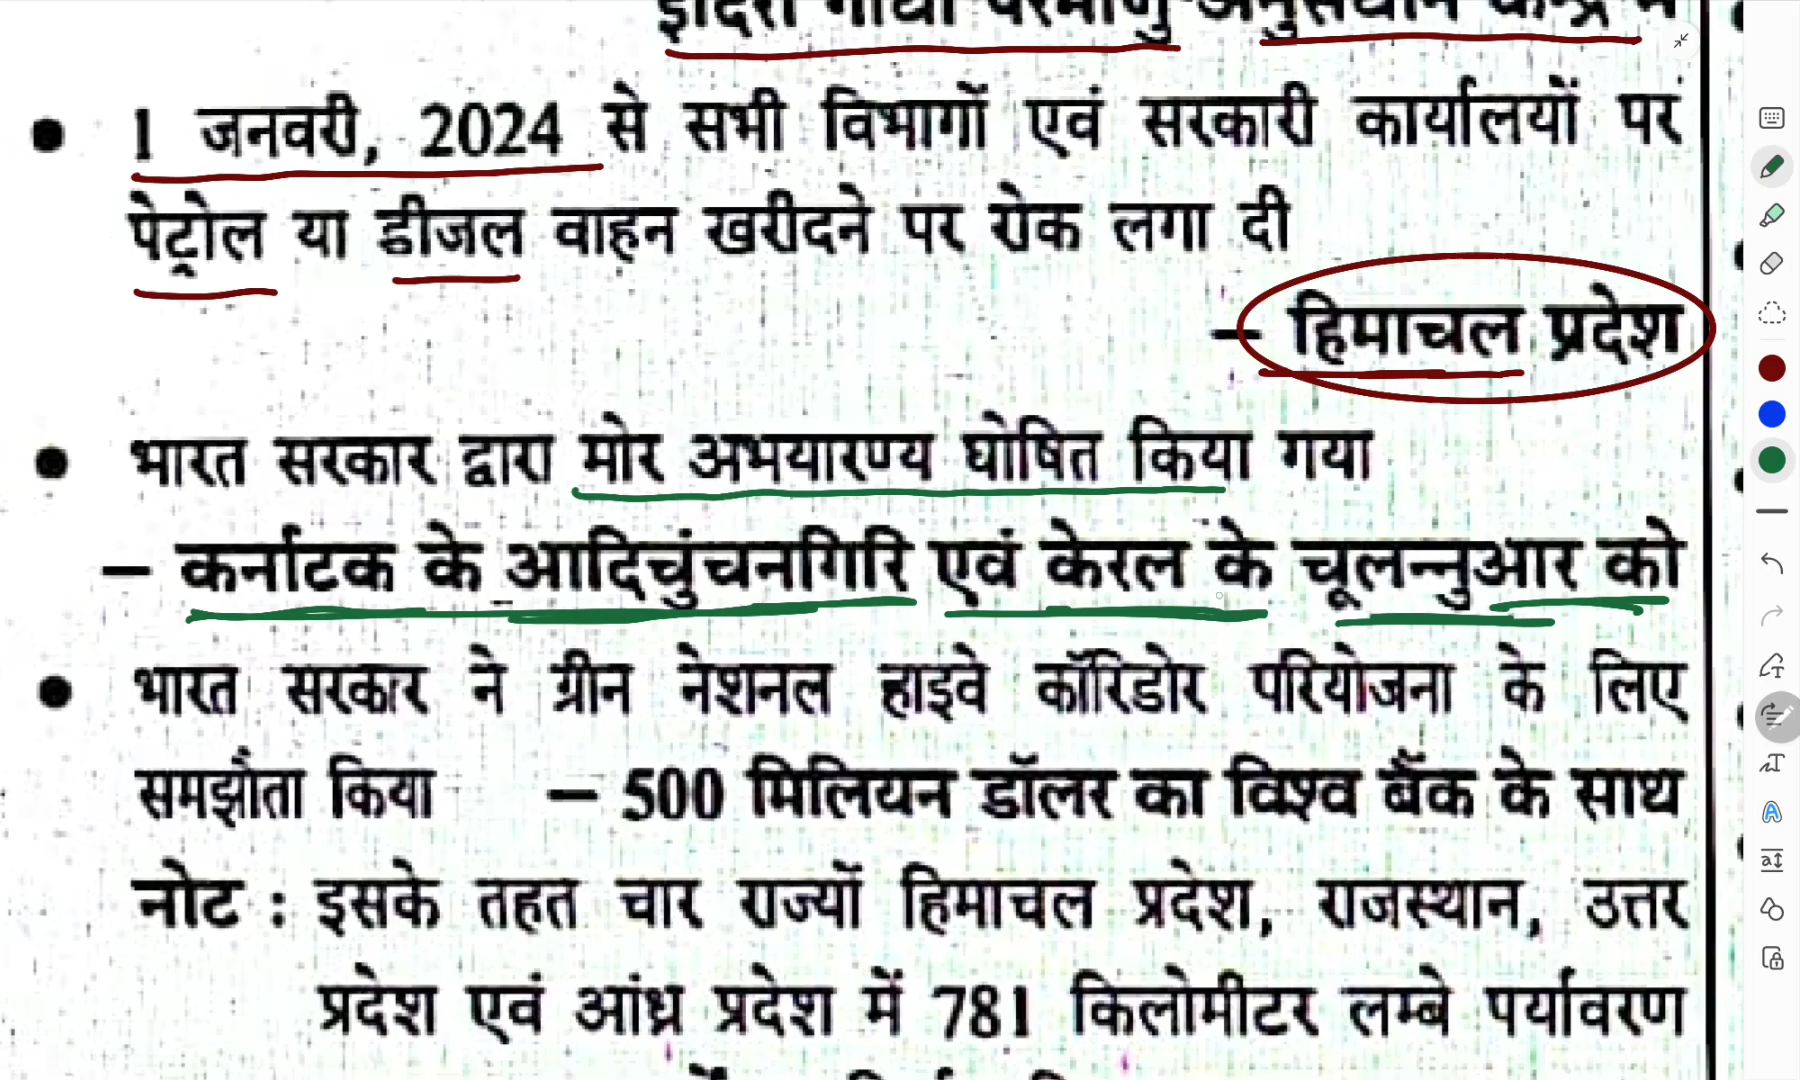 इंदिरा गांधी परमाणु अनुसंधान केन्द्र में
• 1 जनवरी, 2024 से सभी विभागों एवं सरकारी कार्यालयों पर
पेट्रोल या डीजल वाहन खरीदने पर रोक लगा दी
– हिमाचल प्रदेश
• भारत सरकार द्वारा मोर अभयारण्य घोषित किया गया
– कर्नाटक के आदिचुंचनगिरि एवं केरल के चूलन्नुआर को
• भारत सरकार ने ग्रीन नेशनल हाइवे कॉरिडोर परियोजना के लिए
समझौता किया – 500 मिलियन डॉलर का विश्व बैंक के साथ
नोट : इसके तहत चार राज्यों हिमाचल प्रदेश, राजस्थान, उत्तर
प्रदेश एवं आंध्र प्रदेश में 781 किलोमीटर लम्बे पर्यावरण